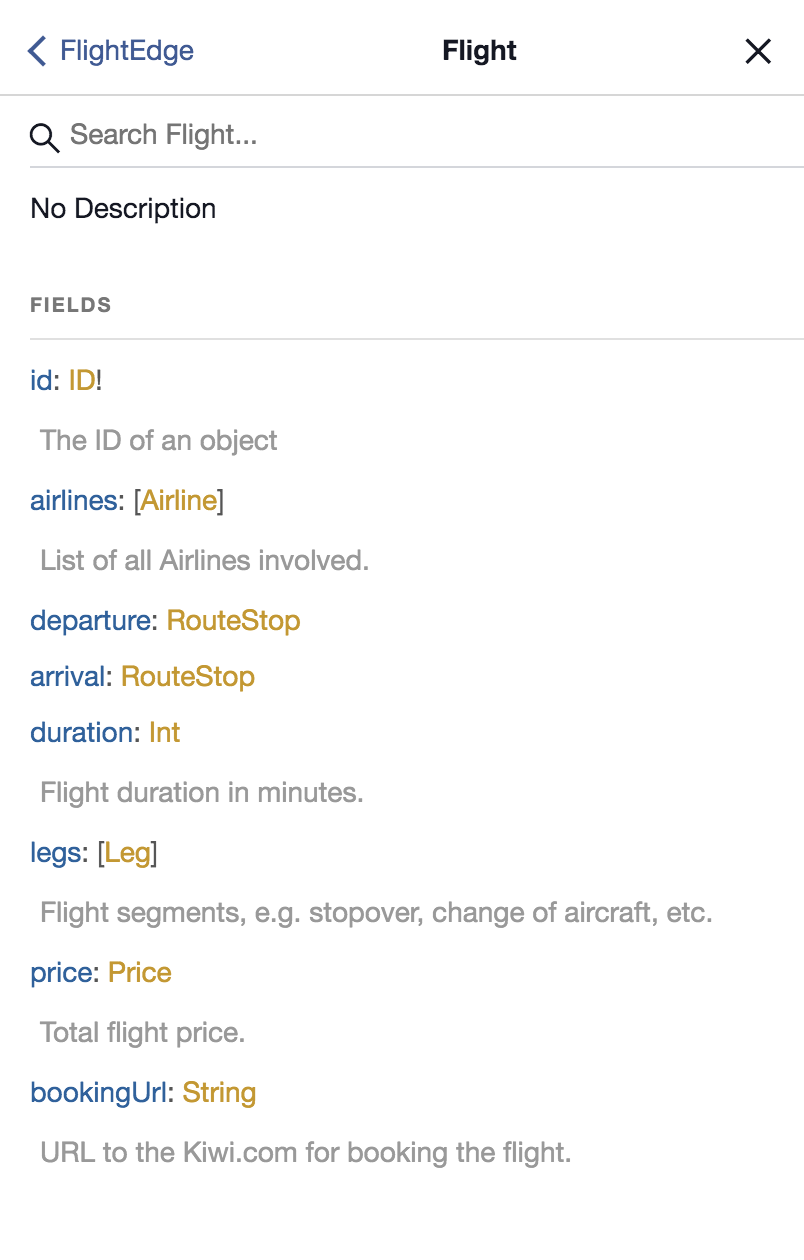 FlightEdge
Flight
Search Flight...
No Description
FIELDS
id: ID!
The ID of an object
airlines: [Airline]
List of all Airlines involved.
departure: RouteStop
arrival: RouteStop
duration: Int
Flight duration in minutes.
legs: [Leg]
Flight segments, e.g. stopover, change of aircraft, etc.
price: Price
Total flight price.
bookingUrl: String
URL to the Kiwi.com for booking the flight.